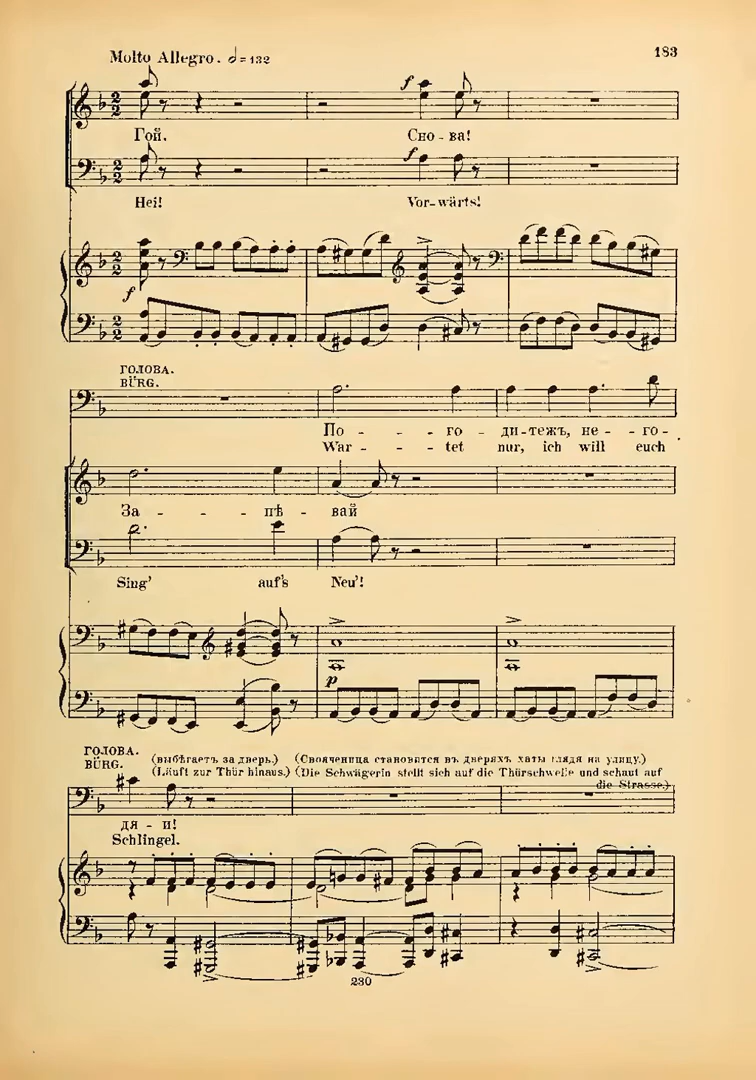 183
Molto Allegro. = 132
f
Гой. Сно - ва!
f
Hei! Vor-wärts!
f
ГОЛОВА.
BÜRG.
По - - - го - ди-тежъ, не - го -
War - - - tet nur, ich will euch
За - - - - пѣ - вай
Sing' auf's Neu'!
p
ГОЛОВА.
BÜRG.
(выбѣгаетъ за дверь.) (Свояченица становится въ дверяхъ хаты глядя на улицу.)
(Läuft zur Thür hinaus.) (Die Schwägerin stellt sich auf die Thürschwelle und schaut auf
die Strasse.)
дя - и!
Schlingel.
230